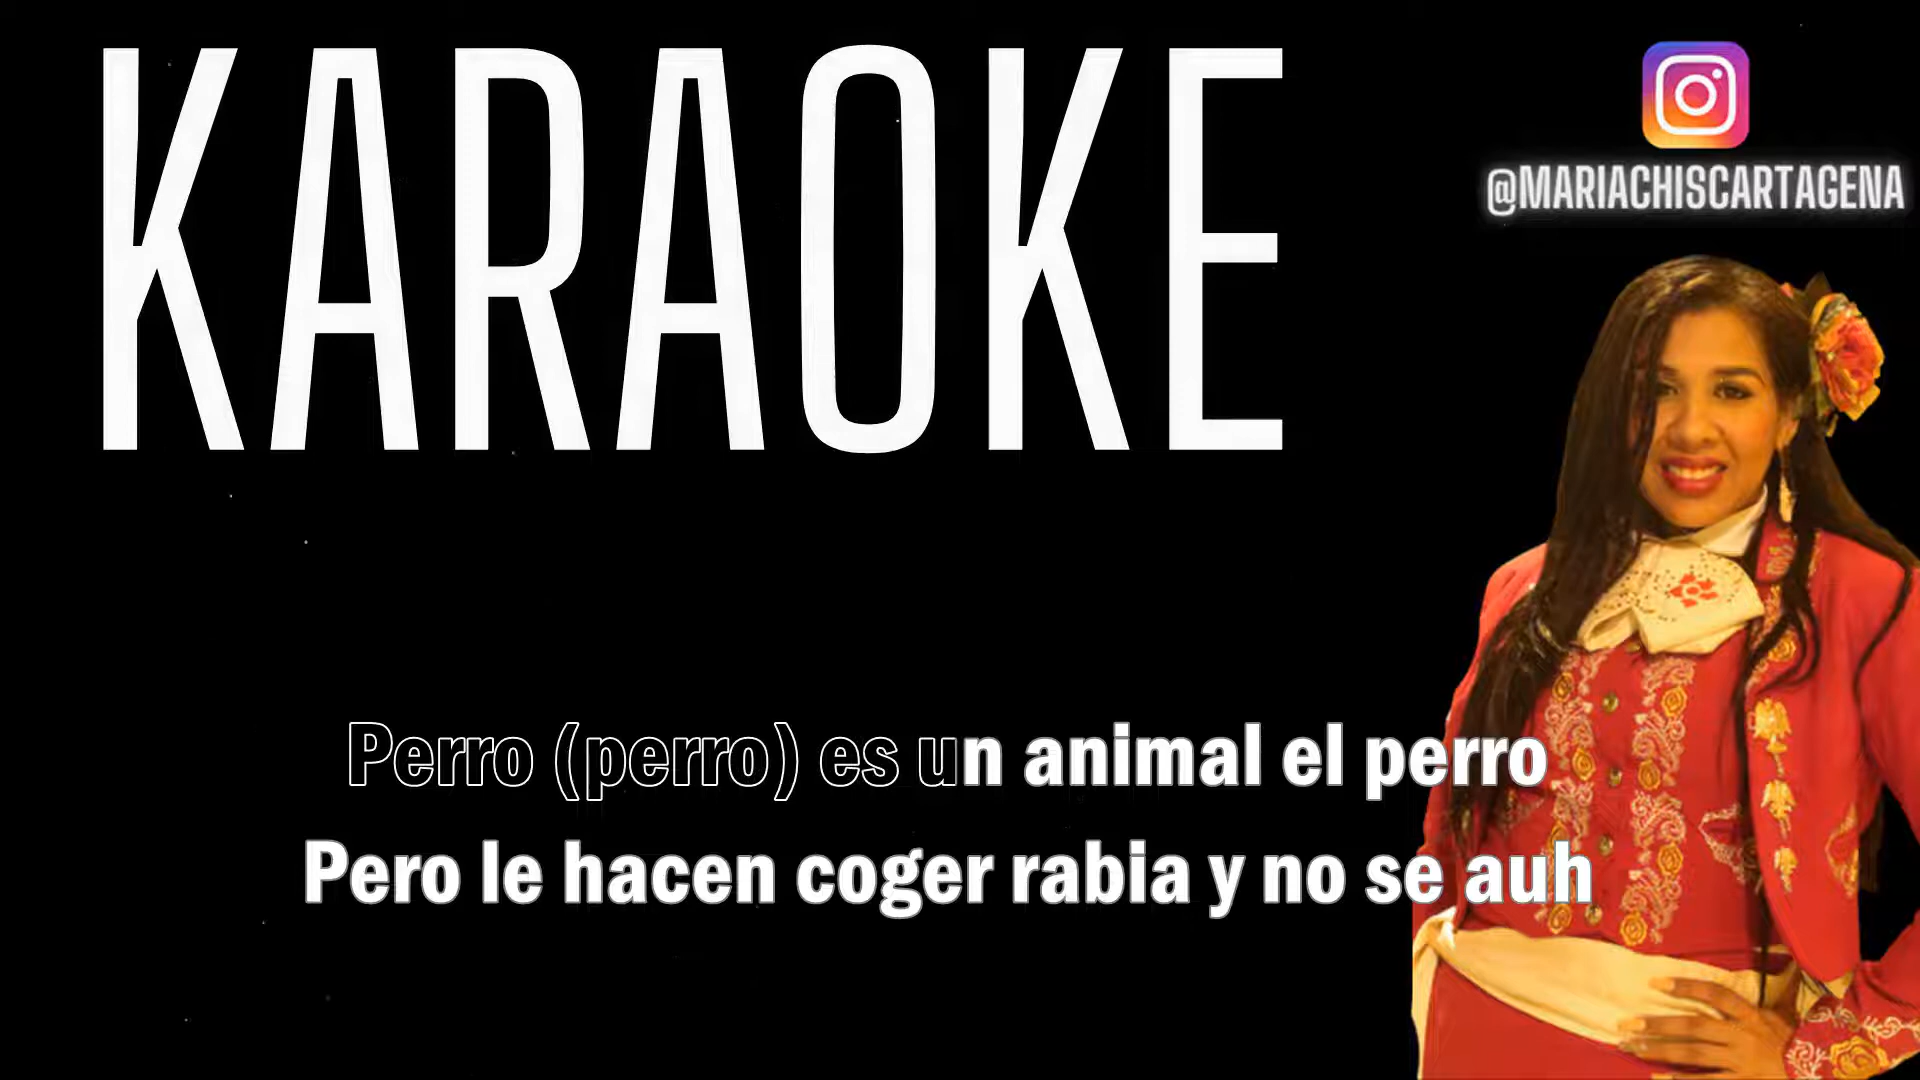 KARAOKE
@MARIACHISCARTAGENA
Perro (perro) es un animal el perro
Pero le hacen coger rabia y no se auh